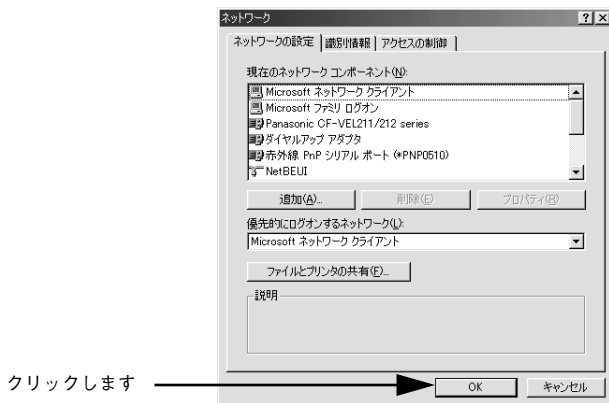 ネットワーク
ネットワークの設定 識別情報 アクセスの制御
現在のネットワーク コンポーネント(N):
Microsoft ネットワーク クライアント
Microsoft ファミリ ログオン
Panasonic CF-VEL211/212 series
ダイヤルアップ アダプタ
赤外線 PnP シリアル ポート (*PNP0510)
NetBEUI
追加(A)... 削除(E) プロパティ(R)
優先的にログオンするネットワーク(L):
Microsoft ネットワーク クライアント
ファイルとプリンタの共有(F)...
説明
クリックします
OK キャンセル